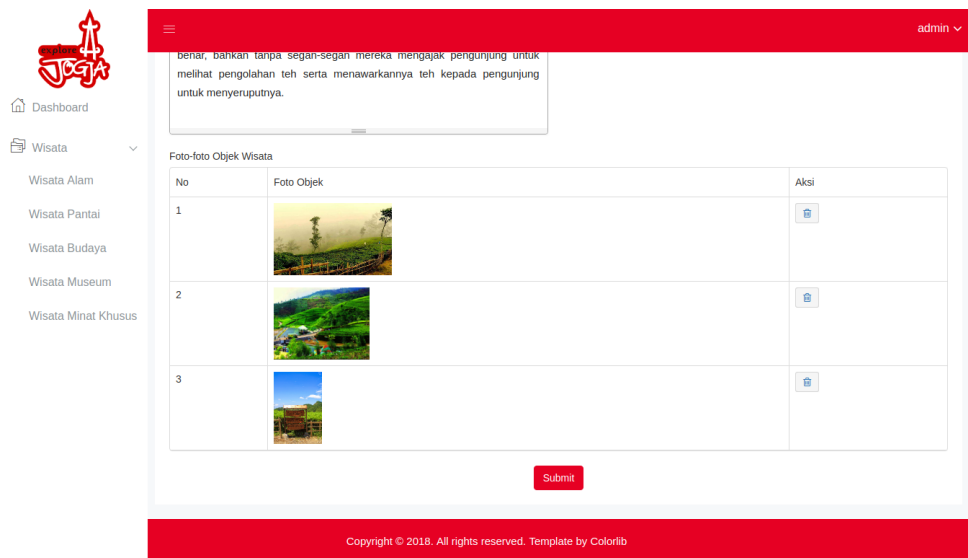 explore
JOGJA
admin
Dashboard
Wisata
Wisata Alam
Wisata Pantai
Wisata Budaya
Wisata Museum
Wisata Minat Khusus
benar, bahkan tanpa segan-segan mereka mengajak pengunjung untuk
melihat pengolahan teh serta menawarkannya teh kepada pengunjung
untuk menyeruputnya.
Foto-foto Objek Wisata
No Foto Objek Aksi
1
2
3
Submit
Copyright © 2018. All rights reserved. Template by Colorlib